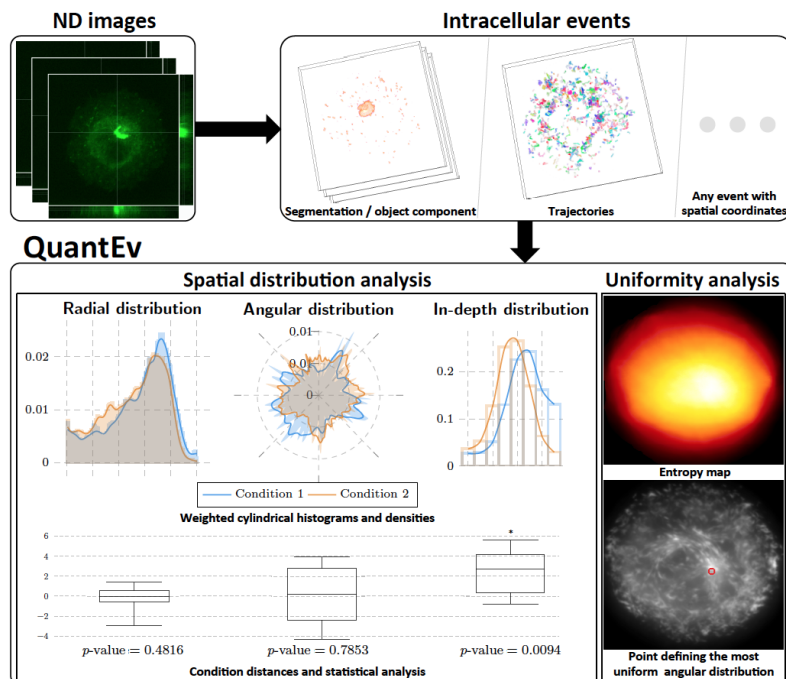 ND images
Intracellular events
Segmentation / object component
Trajectories
Any event with
spatial coordinates
QuantEv
Spatial distribution analysis
Uniformity analysis
Radial distribution
Angular distribution
In-depth distribution
0.02
0.01
0
0.01
0.01
0
0.2
0.1
0
Condition 1
Condition 2
Weighted cylindrical histograms and densities
Entropy map
6
4
2
0
−2
−4
*
p-value = 0.4816
p-value = 0.7853
p-value = 0.0094
Condition distances and statistical analysis
Point defining the most
uniform angular distribution